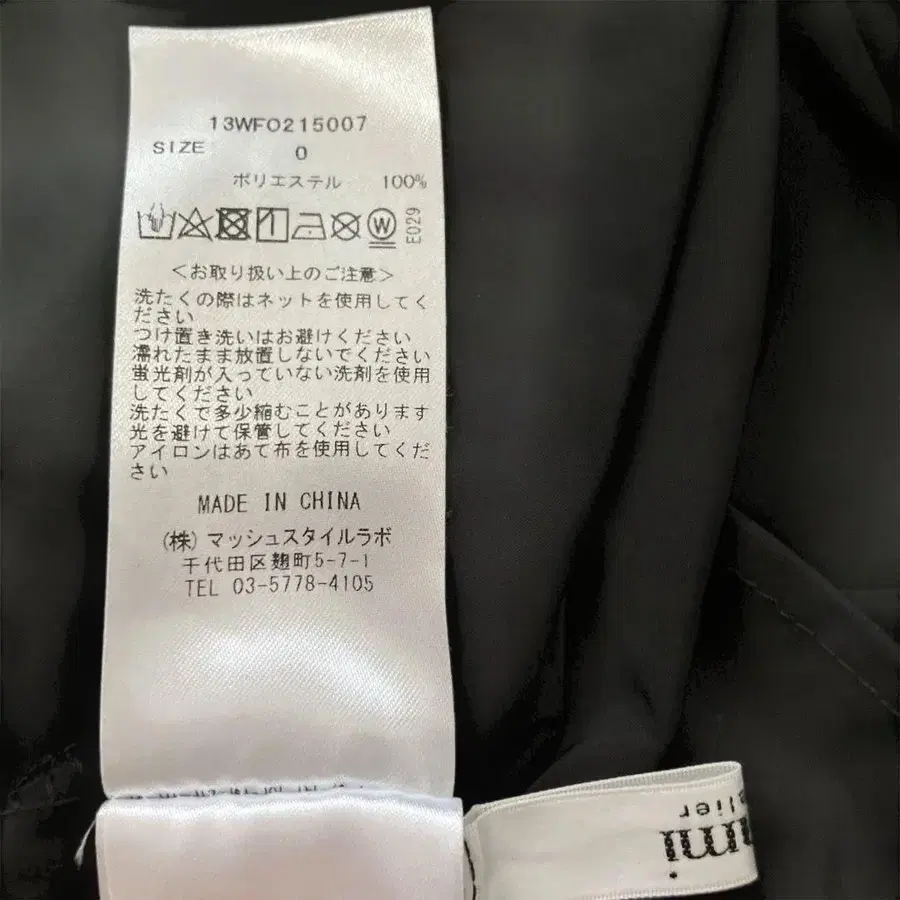 13WFO215007
SIZE 0
ポリエステル 100%
W
E029
＜お取り扱い上のご注意＞
洗たくの際はネットを使用してく
ださい
つけ置き洗いはお避けください
濡れたまま放置しないでください
蛍光剤が入っていない洗剤を使用
してください
洗たくで多少縮むことがあります
光を避けて保管してください
アイロンはあて布を使用してくだ
さい
MADE IN CHINA
(株)マッシュスタイルラボ
千代田区麹町5-7-1
TEL 03-5778-4105